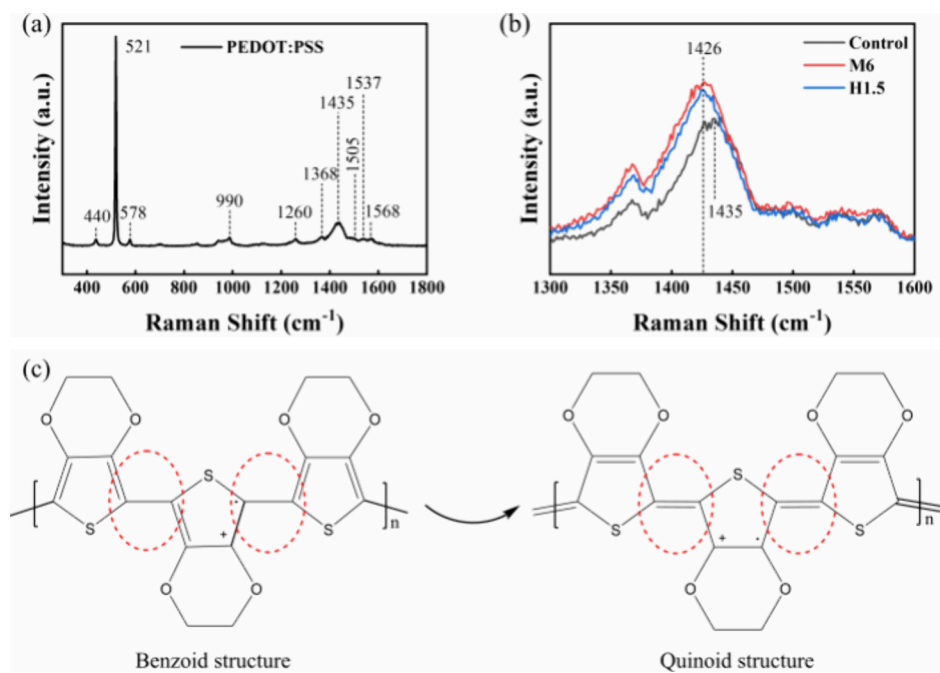 (a)
PEDOT:PSS
521
1537
1435
1505
1368
990
1260
1568
440
578
Intensity (a.u.)
400 600 800 1000 1200 1400 1600 1800
Raman Shift (cm⁻¹)
(b)
1426
Control
M6
H1.5
1435
Intensity (a.u.)
1300 1350 1400 1450 1500 1550 1600
Raman Shift (cm⁻¹)
(c)
O O O O
S
S S
n
+ ·
O O
Benzoid structure
O O O O
S
S S
n
+ ·
O O
Quinoid structure